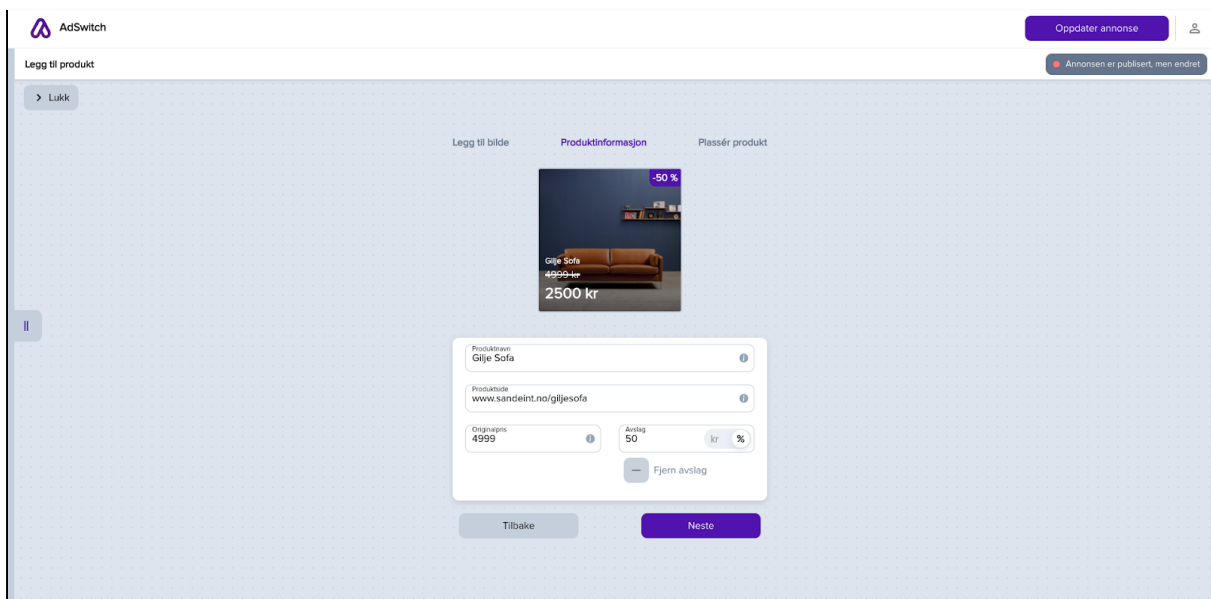 AdSwitch
Oppdater annonse
Legg til produkt
Annonsen er publisert, men endret
Lukk
Legg til bilde
Produktinformasjon
Plassér produkt
-50 %
Gilje Sofa
4999 kr
2500 kr
Produktnavn
Gilje Sofa
Produktside
www.sandeint.no/giljesofa
Originalpris
4999
Avslag
50
kr
%
Fjern avslag
Tilbake
Neste